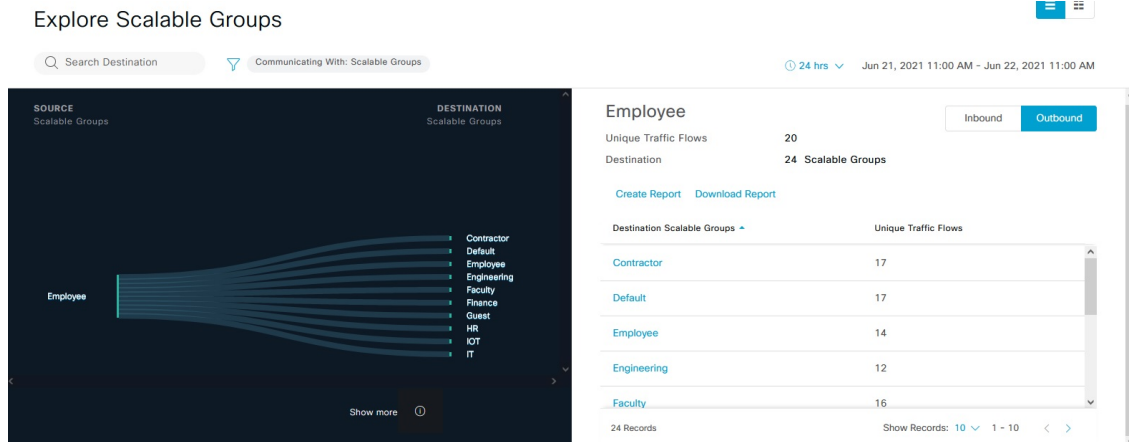 Explore Scalable Groups
Search Destination
Communicating With: Scalable Groups
24 hrs
Jun 21, 2021 11:00 AM - Jun 22, 2021 11:00 AM
SOURCE
Scalable Groups
DESTINATION
Scalable Groups
Employee
Contractor
Default
Employee
Engineering
Faculty
Finance
Guest
HR
IOT
IT
Show more
Employee
Inbound
Outbound
Unique Traffic Flows 20
Destination 24 Scalable Groups
Create Report Download Report
Destination Scalable Groups Unique Traffic Flows
Contractor 17
Default 17
Employee 14
Engineering 12
Faculty 16
24 Records Show Records: 10 1 - 10